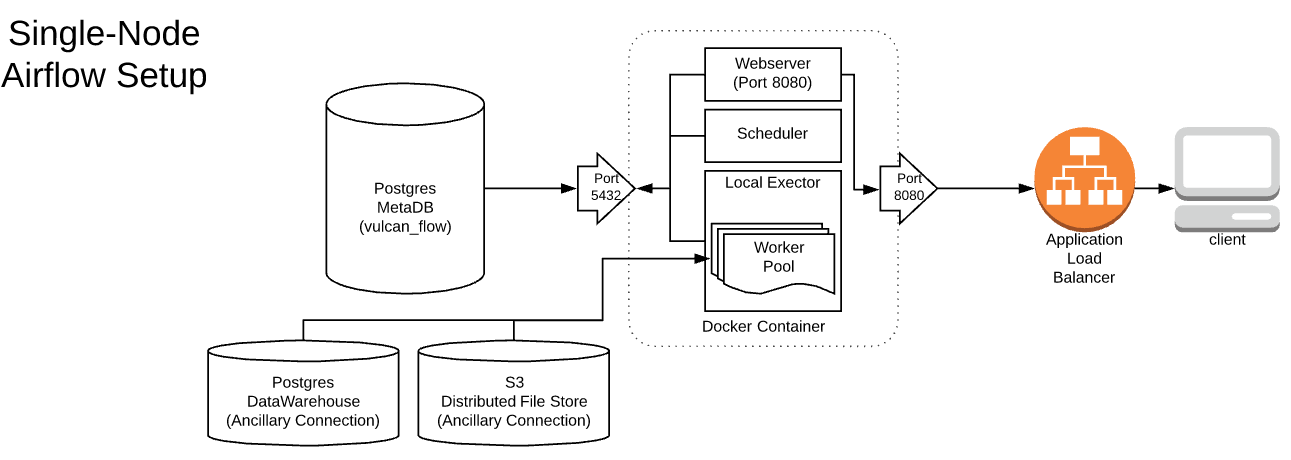 Single-Node
Airflow Setup
Postgres
MetaDB
(vulcan_flow)
Port
5432
Webserver
(Port 8080)
Scheduler
Local Exector
Worker
Pool
Docker Container
Port
8080
Application
Load
Balancer
client
Postgres
DataWarehouse
(Ancillary Connection)
S3
Distributed File Store
(Ancillary Connection)